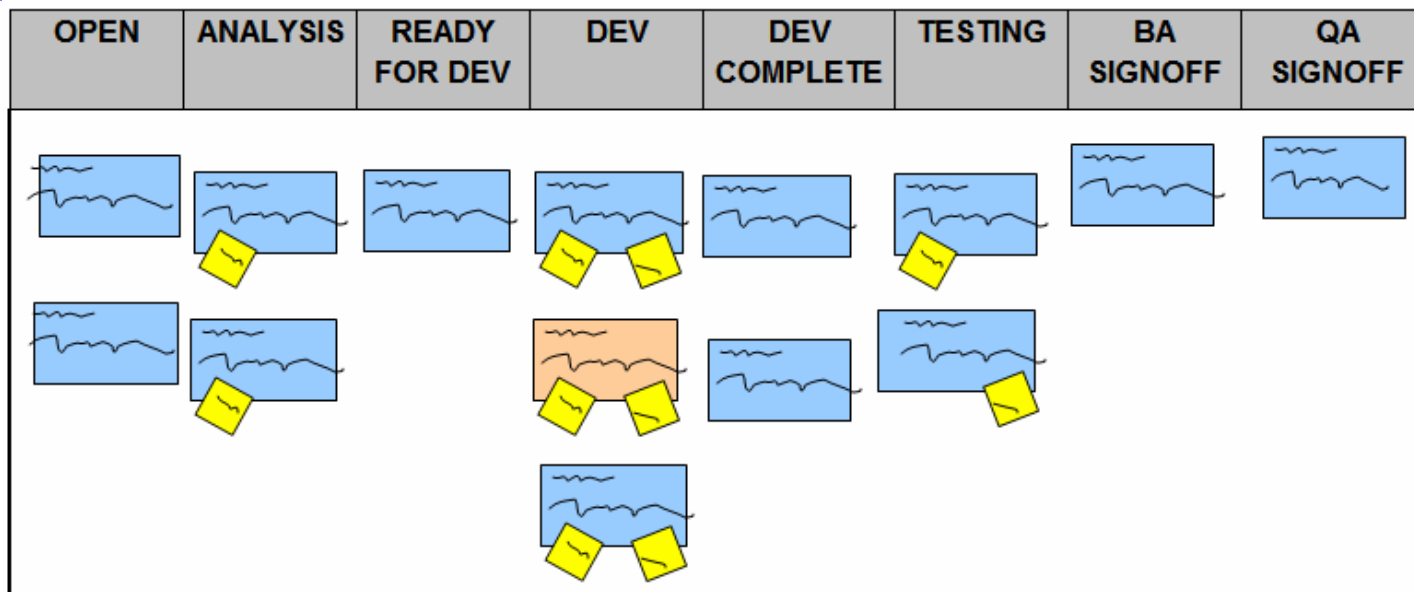 OPEN
ANALYSIS
READY
FOR DEV
DEV
DEV
COMPLETE
TESTING
BA
SIGNOFF
QA
SIGNOFF